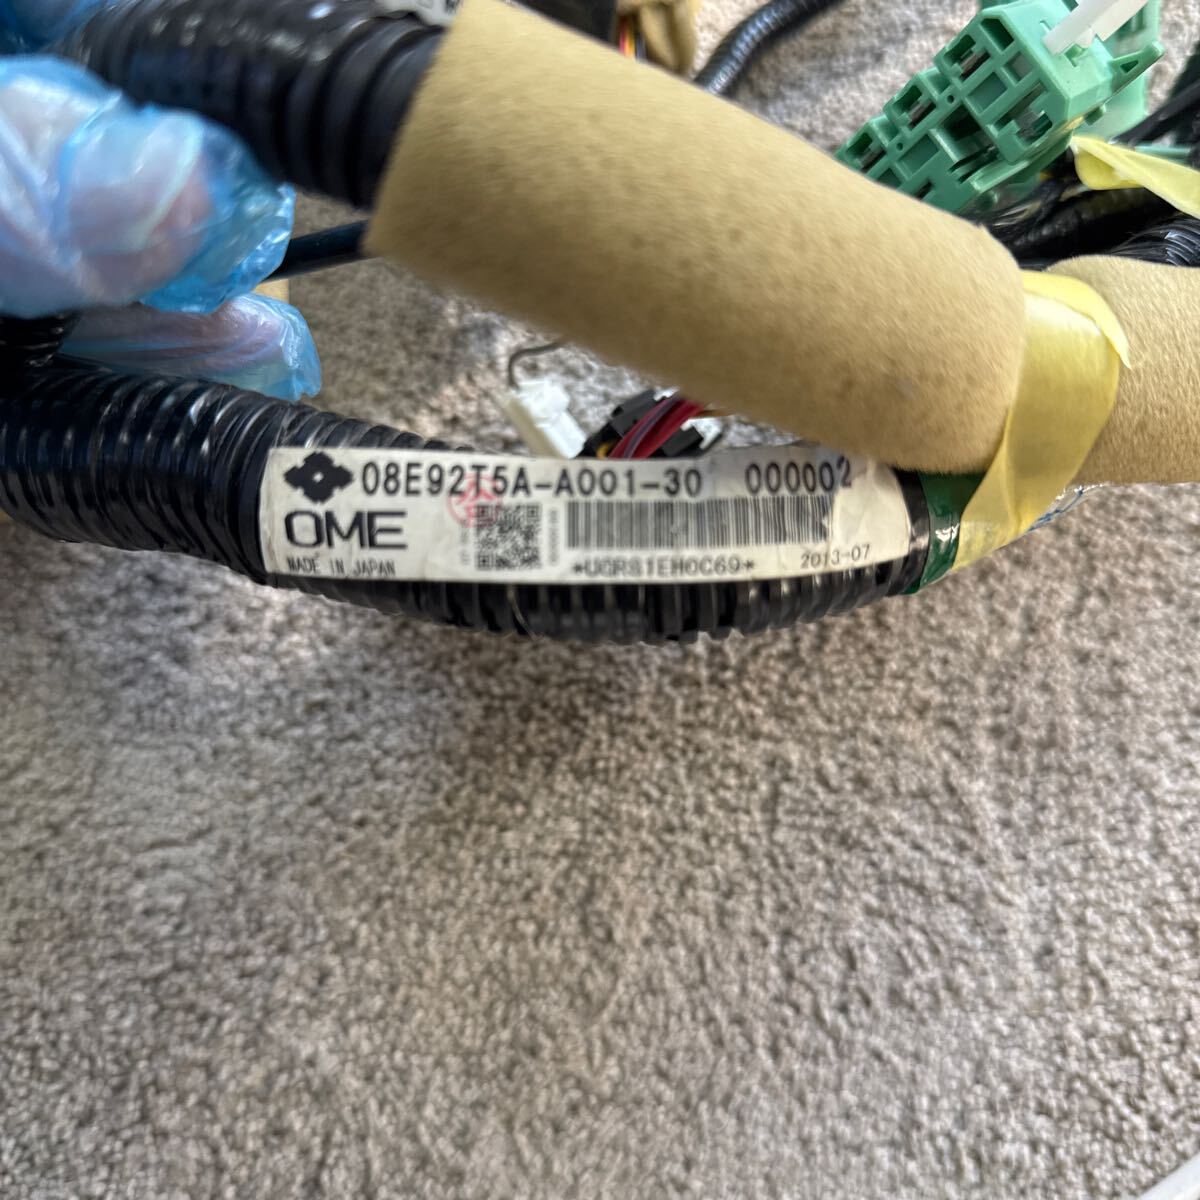 08E92T5A-A001-30 000002
OME
MADE IN JAPAN
*UGRS1EH0C69* 2013-07